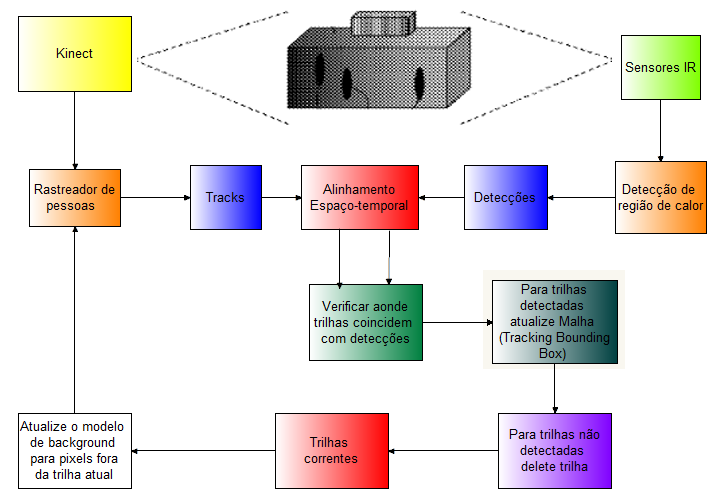 Kinect
Sensores IR
Rastreador de
pessoas
Tracks
Alinhamento
Espaço-temporal
Detecções
Detecção de
região de calor
Verificar aonde
trilhas coincidem
com detecções
Para trilhas
detectadas
atualize Malha
(Tracking Bounding
Box)
Atualize o modelo
de background
para pixels fora
da trilha atual
Trilhas
correntes
Para trilhas não
detectadas
delete trilha